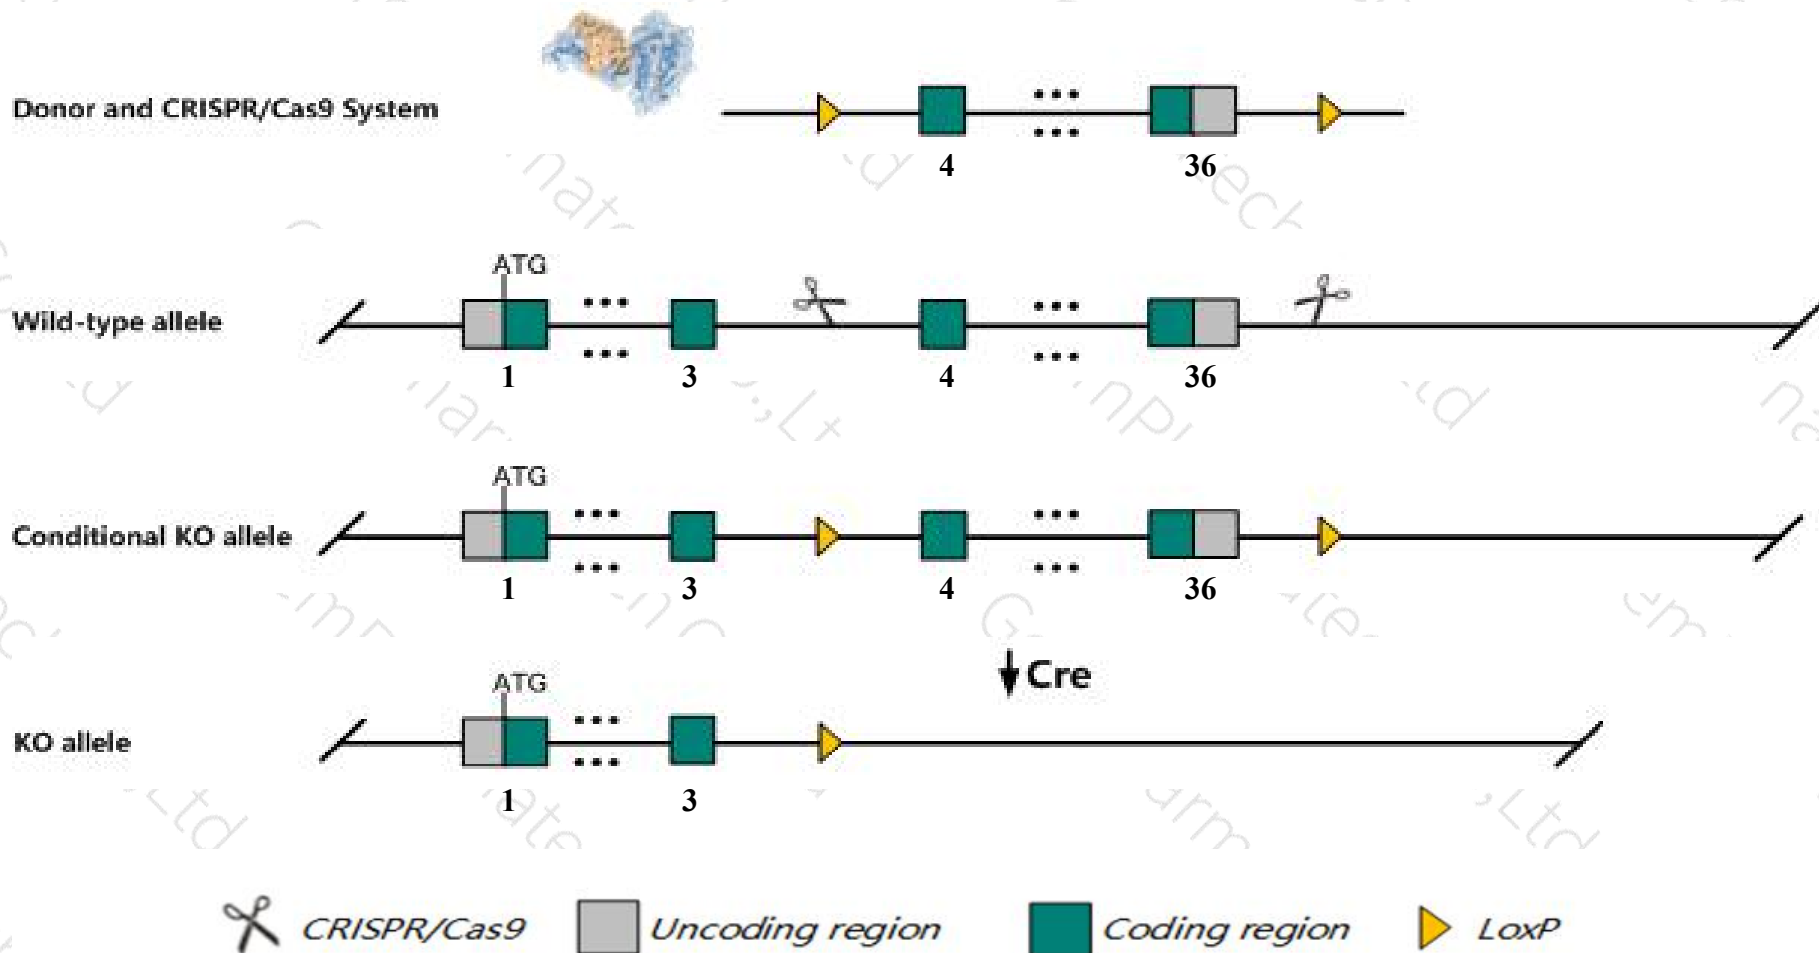 Donor and CRISPR/Cas9 System
4 36
ATG
Wild-type allele
1 3 4 36
ATG
Conditional KO allele
1 3 4 36
Cre
ATG
KO allele
1 3
CRISPR/Cas9 Uncoding region Coding region LoxP